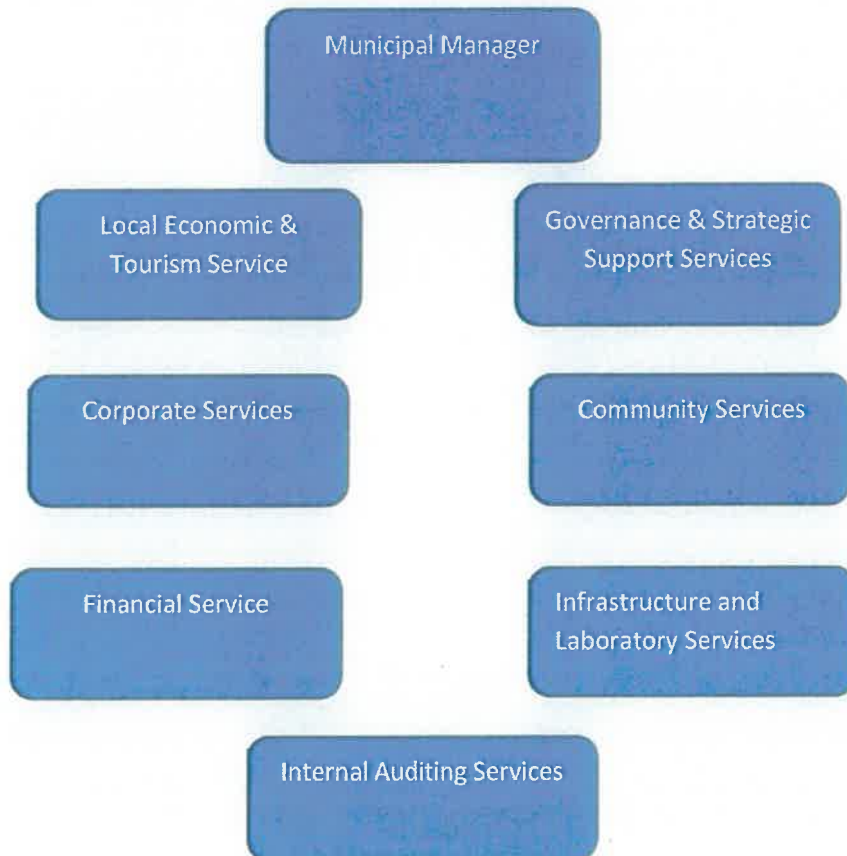 Municipal Manager
Local Economic &
Tourism Service
Governance & Strategic
Support Services
Corporate Services
Community Services
Financial Service
Infrastructure and
Laboratory Services
Internal Auditing Services